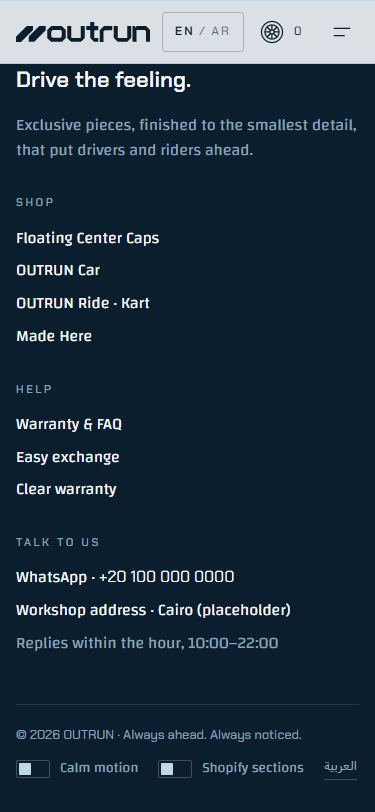 outrun
EN / AR
0
Drive the feeling.
Exclusive pieces, finished to the smallest detail,
that put drivers and riders ahead.
SHOP
Floating Center Caps
OUTRUN Car
OUTRUN Ride · Kart
Made Here
HELP
Warranty & FAQ
Easy exchange
Clear warranty
TALK TO US
WhatsApp · +20 100 000 0000
Workshop address · Cairo (placeholder)
Replies within the hour, 10:00–22:00
© 2026 OUTRUN · Always ahead. Always noticed.
Calm motion
Shopify sections
العربية